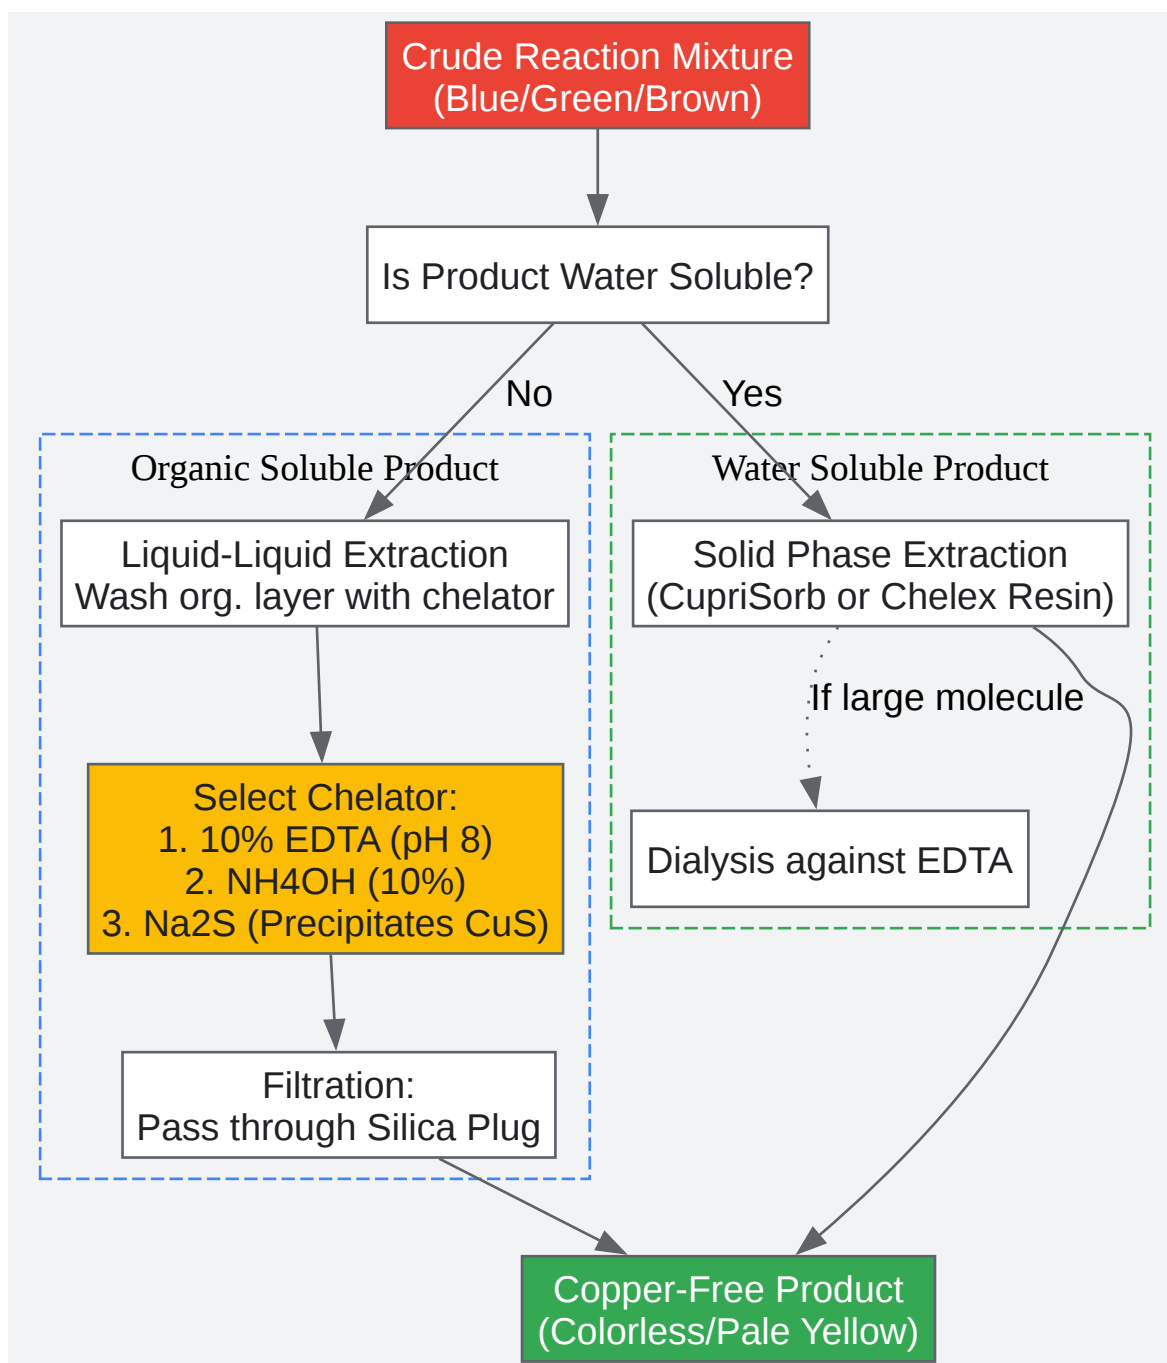 Crude Reaction Mixture
(Blue/Green/Brown)
Is Product Water Soluble?
No
Yes
Organic Soluble Product
Water Soluble Product
Liquid-Liquid Extraction
Wash org. layer with chelator
Solid Phase Extraction
(CupriSorb or Chelex Resin)
If large molecule
Select Chelator:
1. 10% EDTA (pH 8)
2. NH4OH (10%)
3. Na2S (Precipitates CuS)
Dialysis against EDTA
Filtration:
Pass through Silica Plug
Copper-Free Product
(Colorless/Pale Yellow)